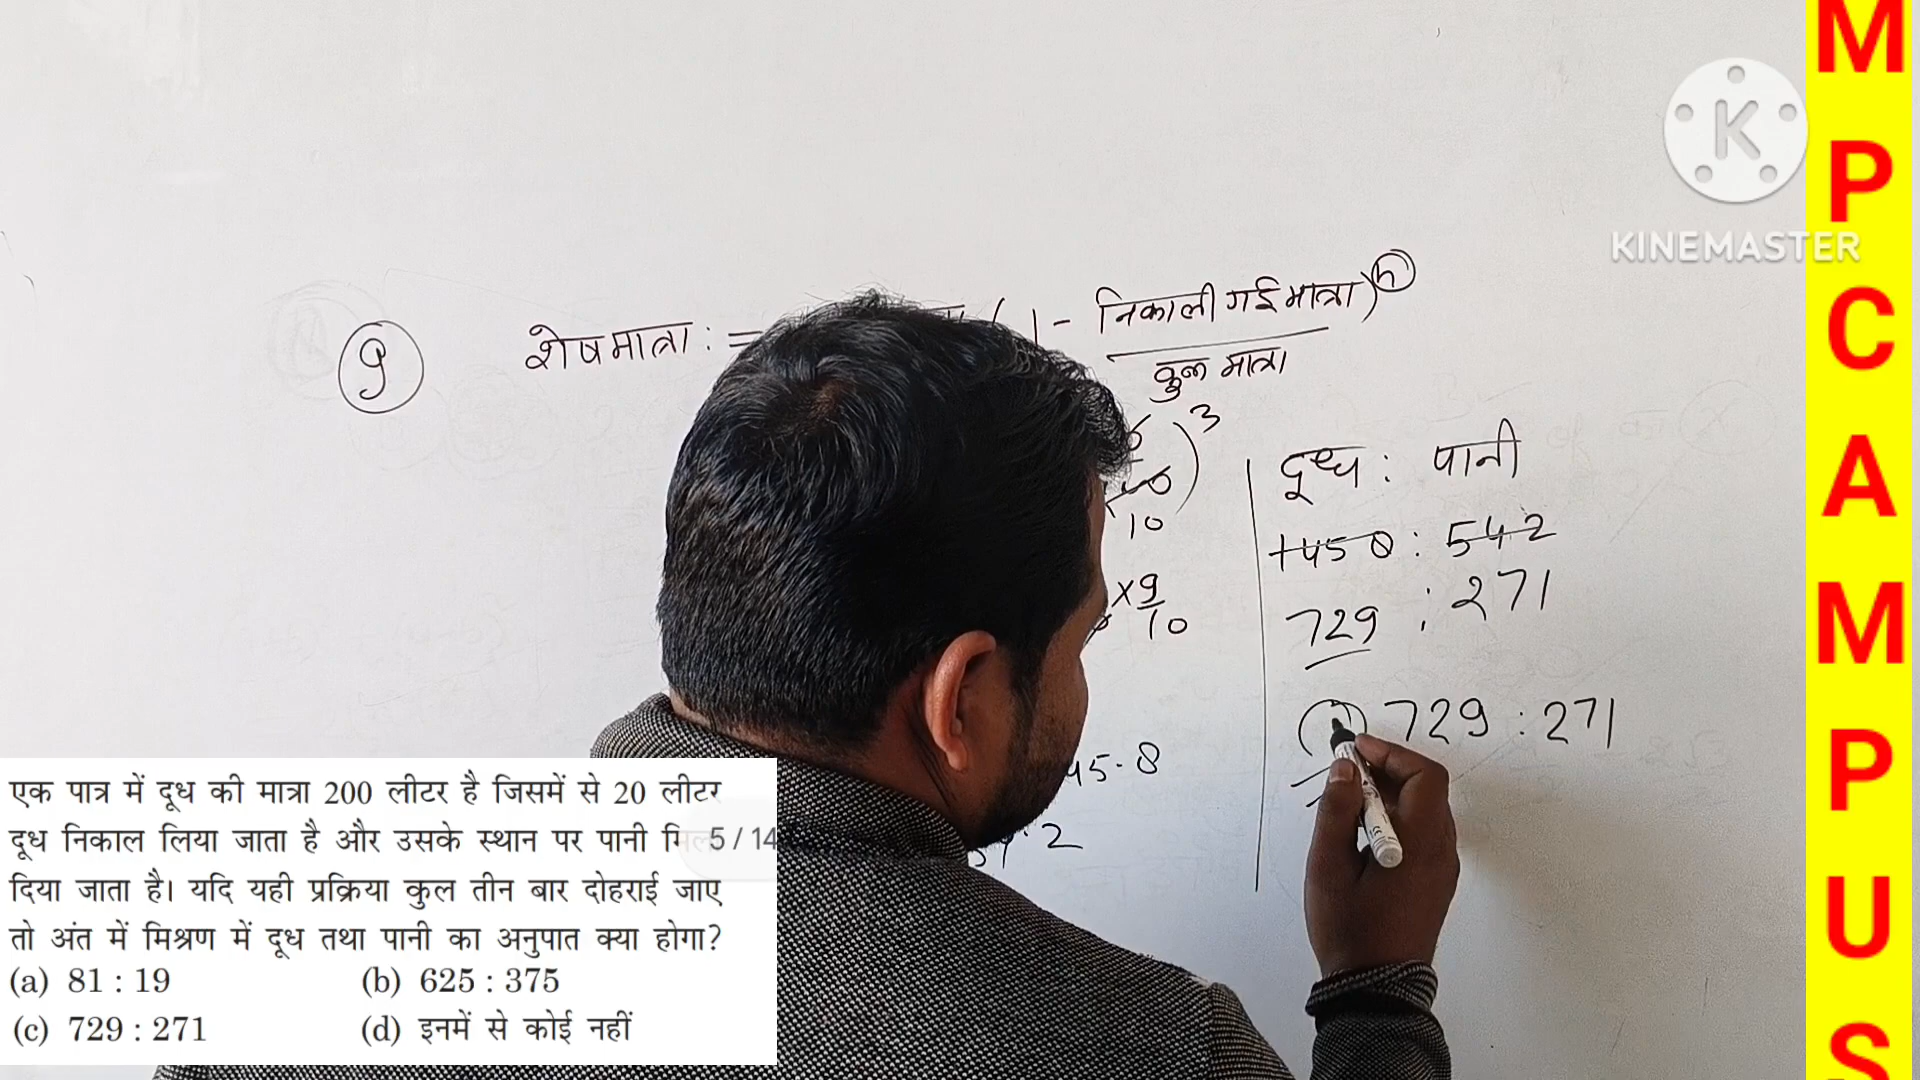 9 शेषमात्रा : = ( 1 - निकाली गई मात्रा )n
कुल मात्रा
)3
10
x 9
10
45.8
.2
दूध : पानी
1458 : 542
729 : 271
729 : 271
एक पात्र में दूध की मात्रा 200 लीटर है जिसमें से 20 लीटर
दूध निकाल लिया जाता है और उसके स्थान पर पानी मिला
5 / 14
दिया जाता है। यदि यही प्रक्रिया कुल तीन बार दोहराई जाए
तो अंत में मिश्रण में दूध तथा पानी का अनुपात क्या होगा?
(a) 81 : 19 (b) 625 : 375
(c) 729 : 271 (d) इनमें से कोई नहीं
K
KINEMASTER
MPCAMPUS